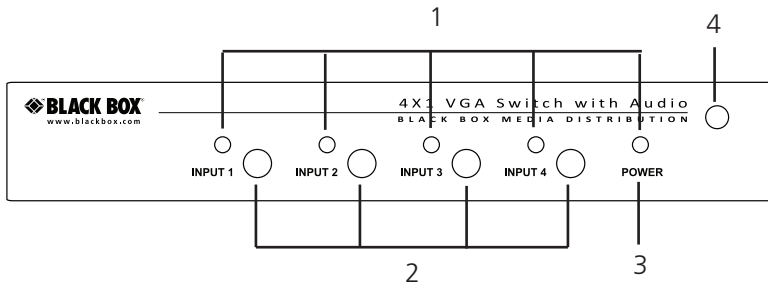 1
4
BLACK BOX
www.blackbox.com
4X1 VGA Switch with Audio
BLACK BOX MEDIA DISTRIBUTION
INPUT 1 INPUT 2 INPUT 3 INPUT 4 POWER
2
3